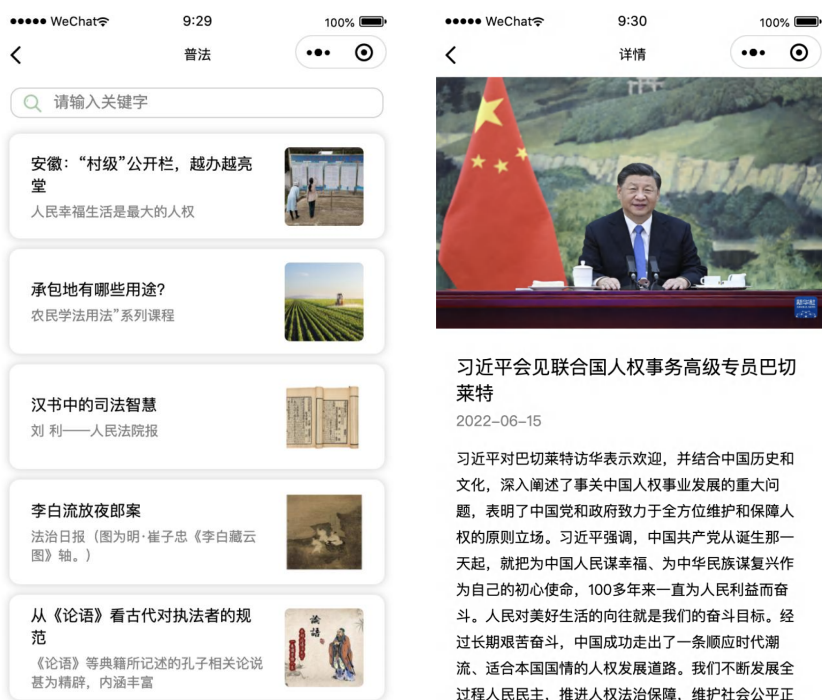 WeChat
9:29
100%
普法
请输入关键字
安徽：“村级”公开栏，越办越亮
堂
人民幸福生活是最大的人权
承包地有哪些用途？
农民学法用法”系列课程
汉书中的司法智慧
刘 利——人民法院报
李白流放夜郎案
法治日报（图为明·崔子忠《李白藏云
图》轴。）
从《论语》看古代对执法者的规
范
《论语》等典籍所记述的孔子相关论说
甚为精辟，内涵丰富
論語
WeChat
9:30
100%
详情
新华社
习近平会见联合国人权事务高级专员巴切
莱特
2022-06-15
习近平对巴切莱特访华表示欢迎，并结合中国历史和
文化，深入阐述了事关中国人权事业发展的重大问
题，表明了中国党和政府致力于全方位维护和保障人
权的原则立场。习近平强调，中国共产党从诞生那一
天起，就把为中国人民谋幸福、为中华民族谋复兴作
为自己的初心使命，100多年来一直为人民利益而奋
斗。人民对美好生活的向往就是我们的奋斗目标。经
过长期艰苦奋斗，中国成功走出了一条顺应时代潮
流、适合本国国情的人权发展道路。我们不断发展全
过程人民民主，推进人权法治保障，维护社会公平正